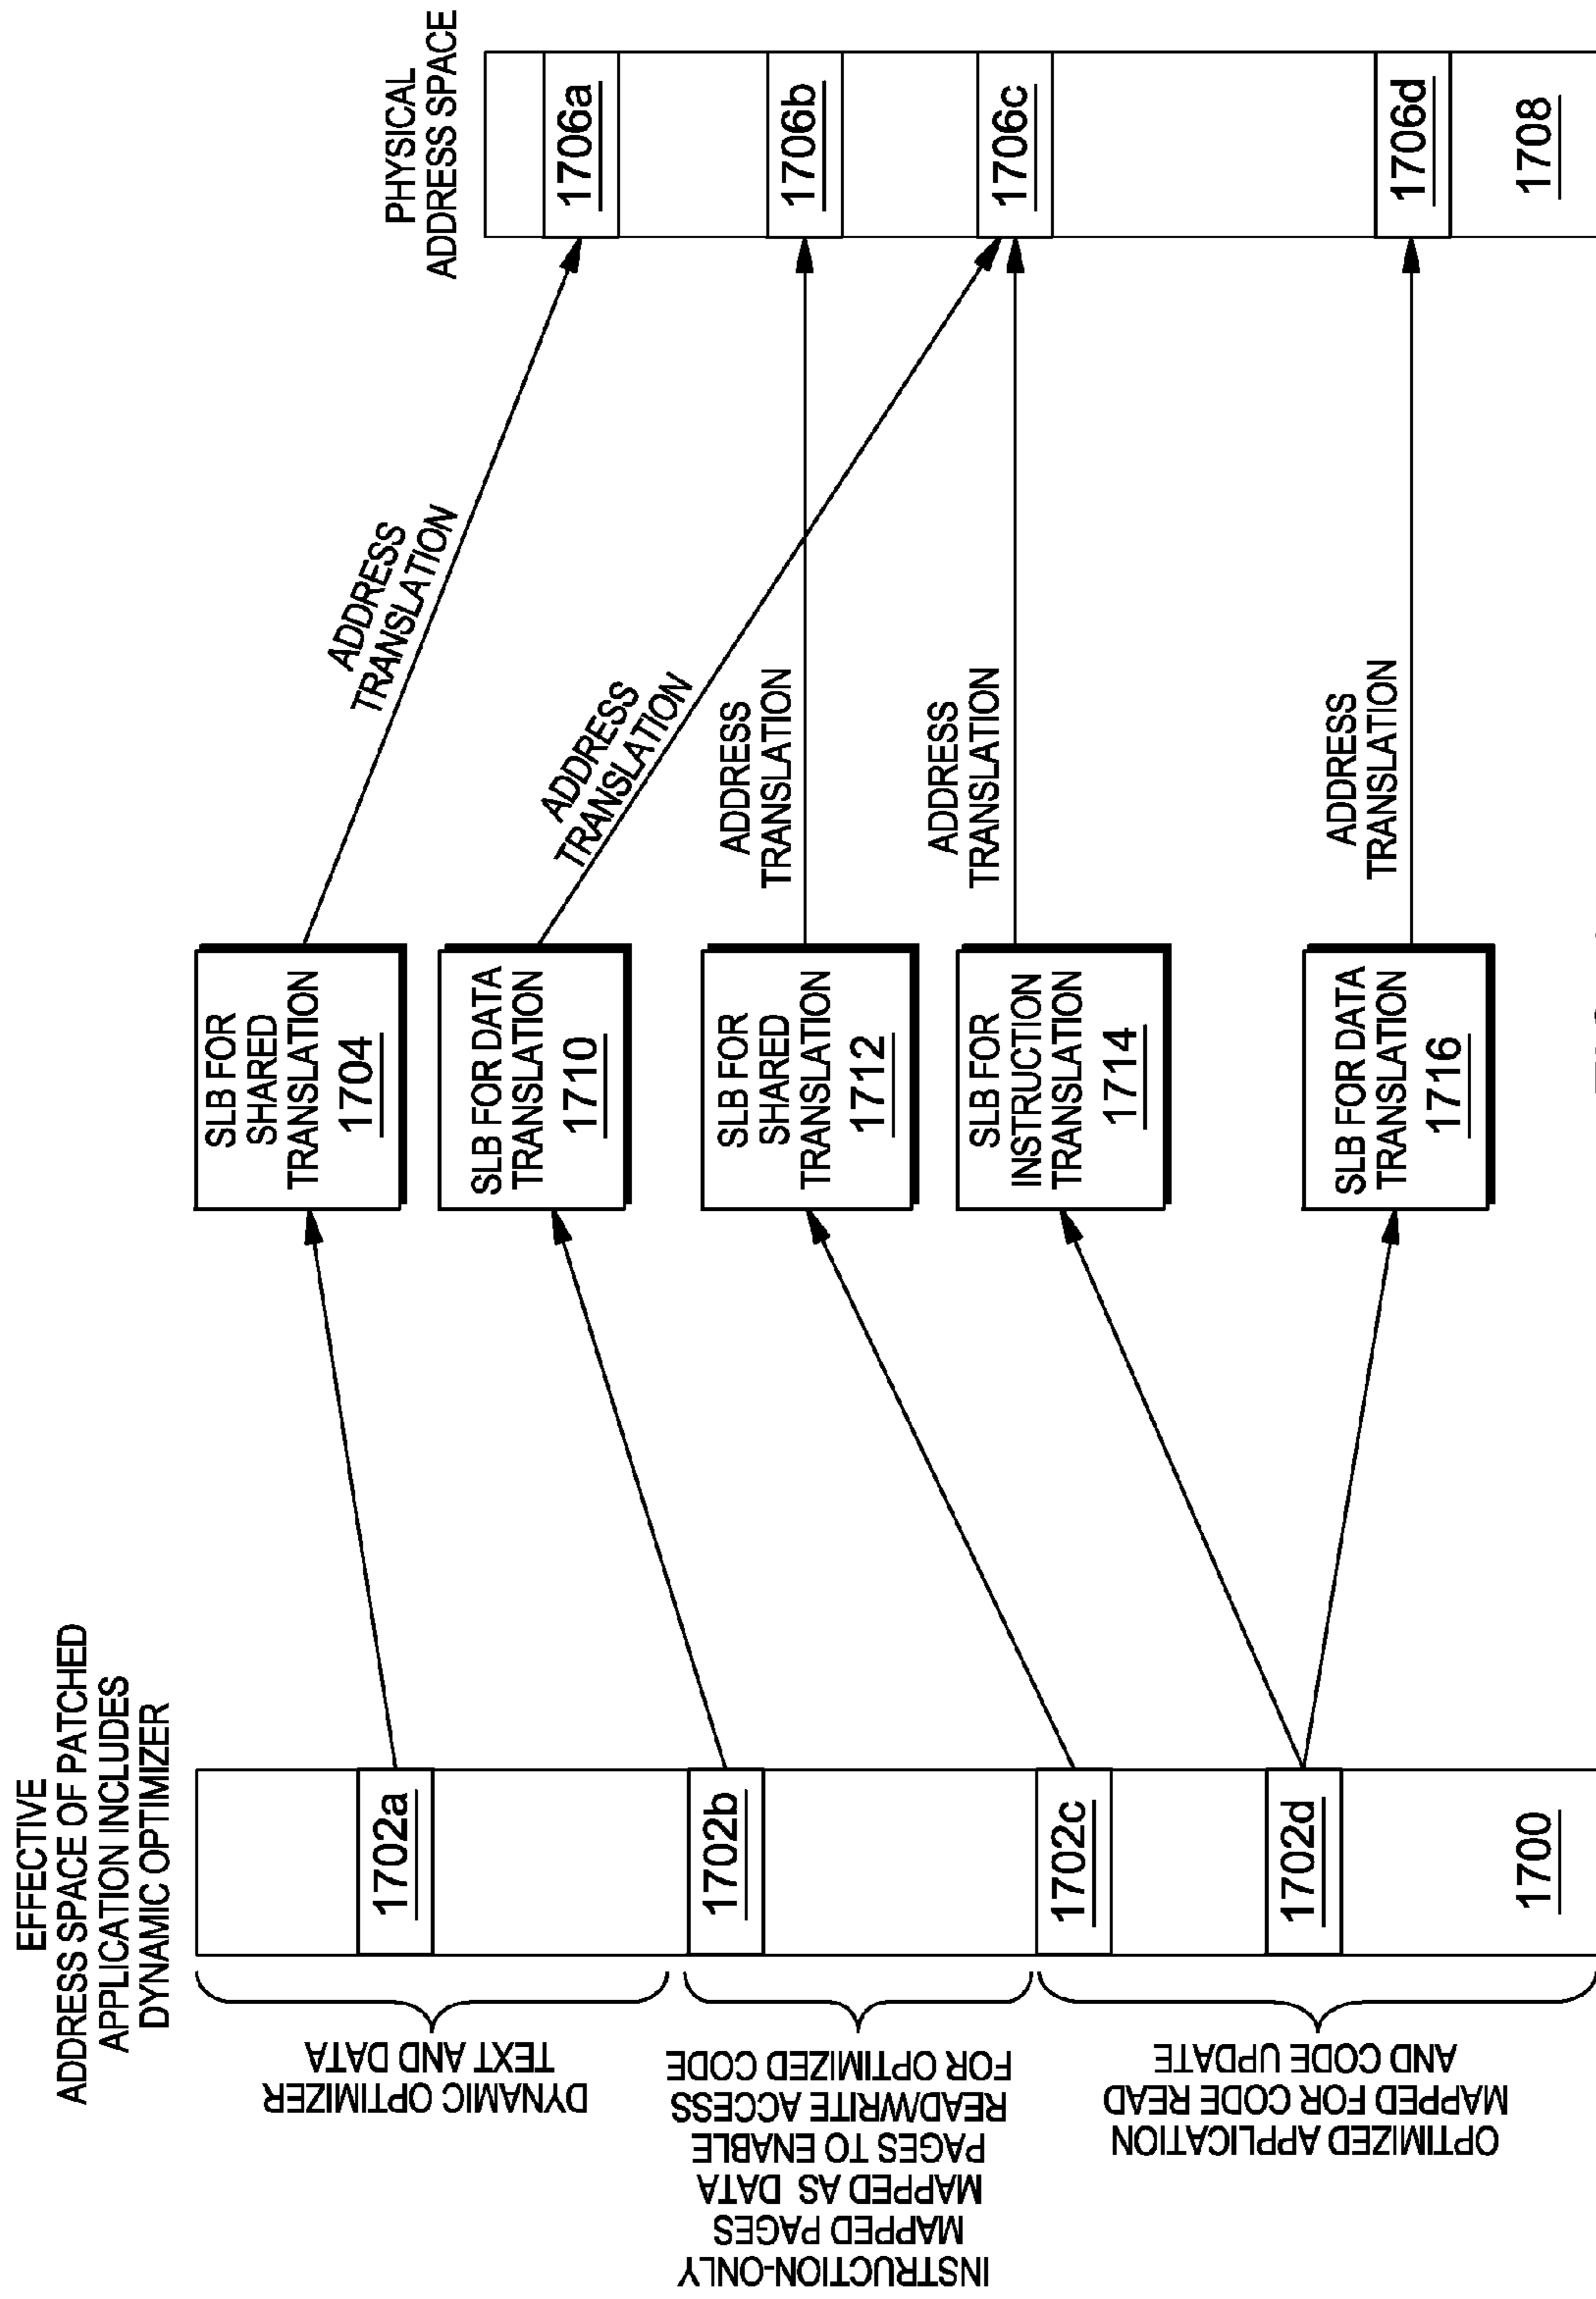 EFFECTIVE
ADDRESS SPACE OF PATCHED
APPLICATION INCLUDES
DYNAMIC OPTIMIZER
DYNAMIC OPTIMIZER
TEXT AND DATA
INSTRUCTION-ONLY
MAPPED PAGES
MAPPED AS DATA
PAGES TO ENABLE
READ/WRITE ACCESS
FOR OPTIMIZED CODE
OPTIMIZED APPLICATION
MAPPED FOR CODE READ
AND CODE UPDATE
1702a
1702b
1702c
1702d
1700
SLB FOR
SHARED
TRANSLATION
1704
SLB FOR DATA
TRANSLATION
1710
SLB FOR
SHARED
TRANSLATION
1712
SLB FOR
INSTRUCTION
TRANSLATION
1714
SLB FOR DATA
TRANSLATION
1716
ADDRESS
TRANSLATION
ADDRESS
TRANSLATION
ADDRESS
TRANSLATION
ADDRESS
TRANSLATION
ADDRESS
TRANSLATION
PHYSICAL
ADDRESS SPACE
1706a
1706b
1706c
1706d
1708